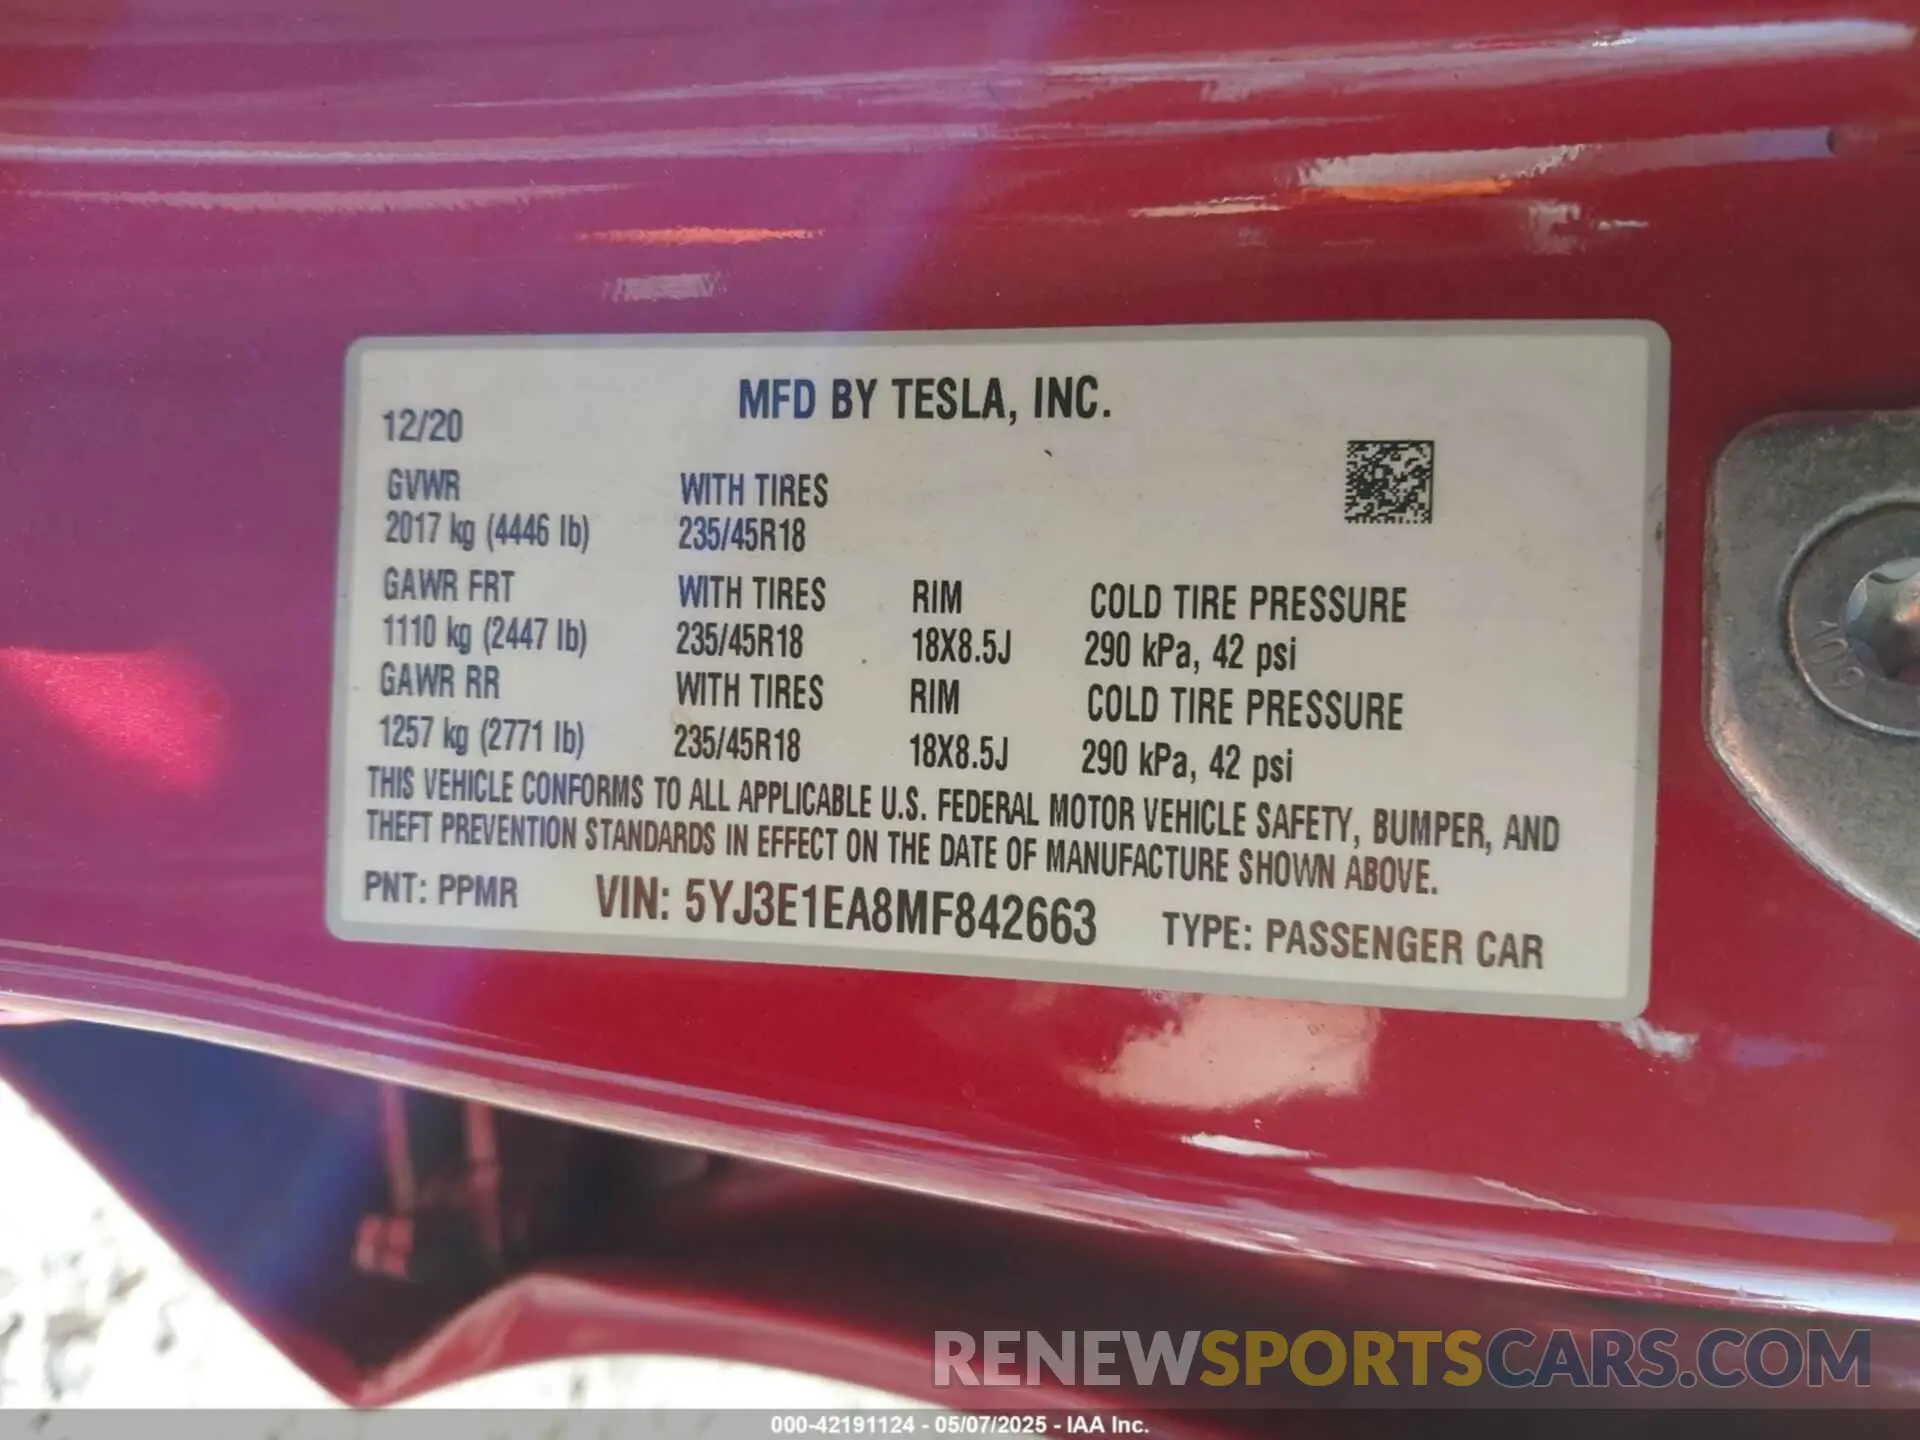 MFD BY TESLA, INC.
12/20
GVWR WITH TIRES
2017 kg (4446 lb) 235/45R18
GAWR FRT WITH TIRES RIM COLD TIRE PRESSURE
1110 kg (2447 lb) 235/45R18 18X8.5J 290 kPa, 42 psi
GAWR RR WITH TIRES RIM COLD TIRE PRESSURE
1257 kg (2771 lb) 235/45R18 18X8.5J 290 kPa, 42 psi
THIS VEHICLE CONFORMS TO ALL APPLICABLE U.S. FEDERAL MOTOR VEHICLE SAFETY, BUMPER, AND
THEFT PREVENTION STANDARDS IN EFFECT ON THE DATE OF MANUFACTURE SHOWN ABOVE.
PNT: PPMR VIN: 5YJ3E1EA8MF842663 TYPE: PASSENGER CAR
RENEWSPORTSCARS.COM
000-42191124 - 05/07/2025 - IAA Inc.